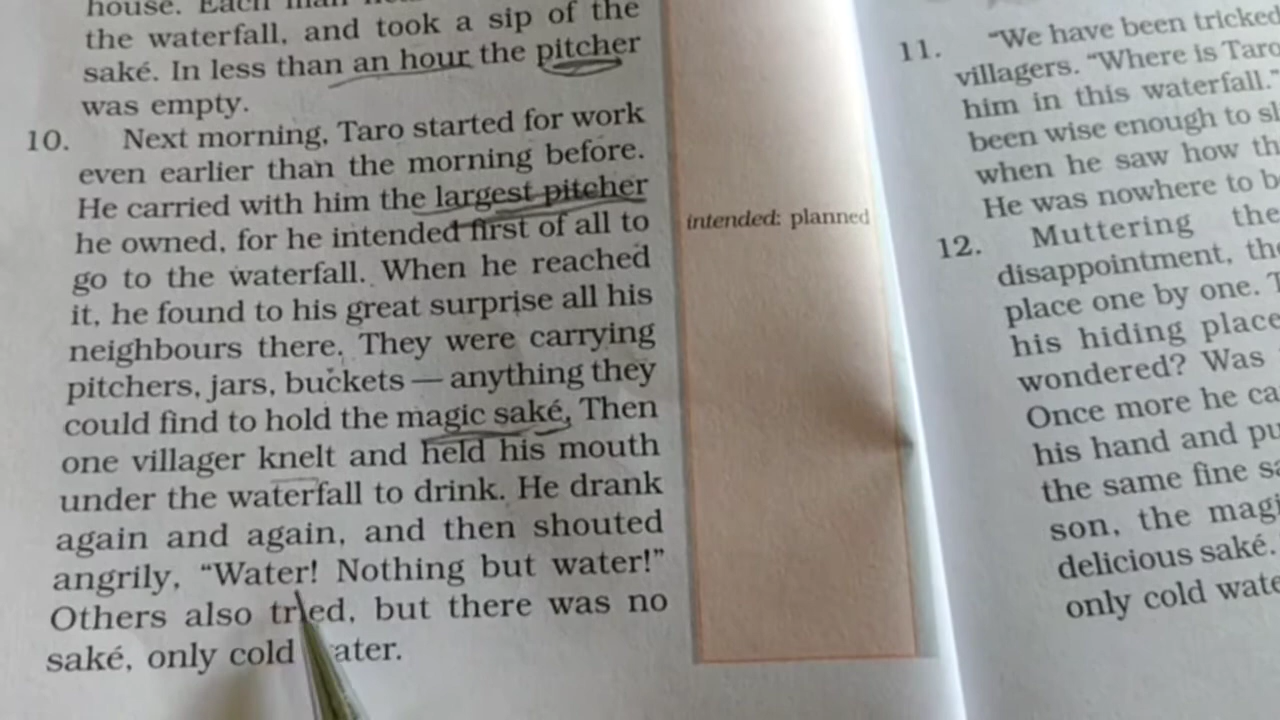 house. Each man
the waterfall, and took a sip of the
saké. In less than an hour the pitcher
was empty.
10. Next morning, Taro started for work
even earlier than the morning before.
He carried with him the largest pitcher
he owned, for he intended first of all to
go to the waterfall. When he reached
it, he found to his great surprise all his
neighbours there. They were carrying
pitchers, jars, buckets — anything they
could find to hold the magic saké. Then
one villager knelt and held his mouth
under the waterfall to drink. He drank
again and again, and then shouted
angrily, “Water! Nothing but water!”
Others also tried, but there was no
saké, only cold ater.
intended: planned
11. “We have been tricked
villagers. “Where is Taro
him in this waterfall.”
been wise enough to sl
when he saw how th
He was nowhere to b
12. Muttering the
disappointment, th
place one by one. T
his hiding place
wondered? Was
Once more he ca
his hand and pu
the same fine sa
son, the magi
delicious saké.
only cold wate